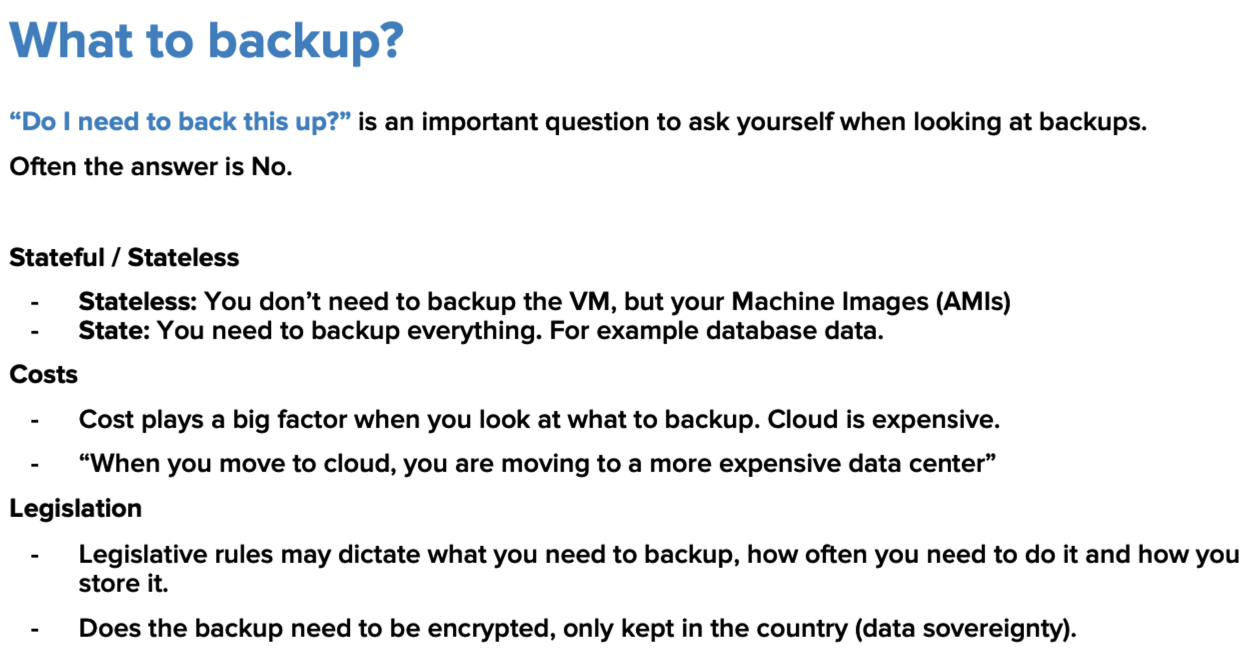 What to backup?
“Do I need to back this up?” is an important question to ask yourself when looking at backups.
Often the answer is No.
Stateful / Stateless
- Stateless: You don’t need to backup the VM, but your Machine Images (AMIs)
- State: You need to backup everything. For example database data.
Costs
- Cost plays a big factor when you look at what to backup. Cloud is expensive.
- “When you move to cloud, you are moving to a more expensive data center”
Legislation
- Legislative rules may dictate what you need to backup, how often you need to do it and how you
store it.
- Does the backup need to be encrypted, only kept in the country (data sovereignty).